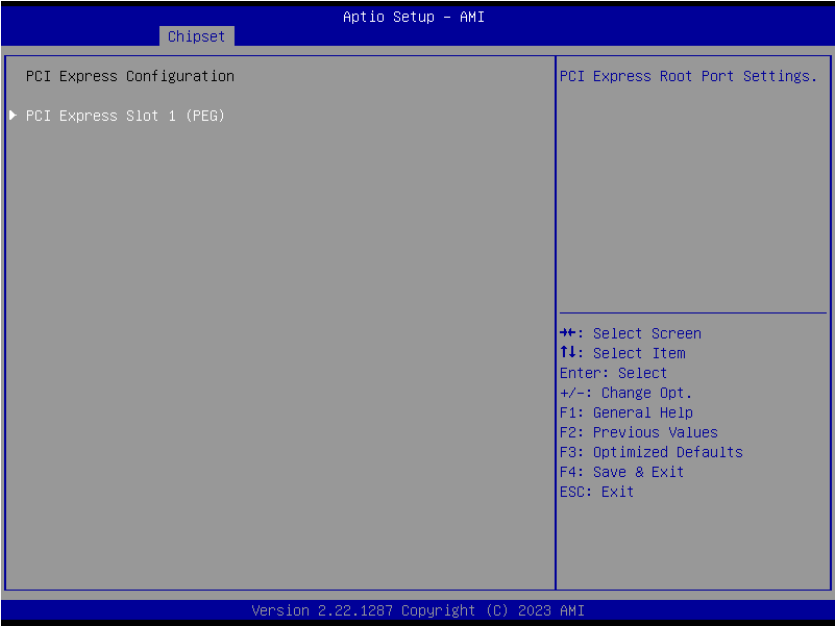 Aptio Setup – AMI
Chipset
PCI Express Configuration
▶ PCI Express Slot 1 (PEG)
PCI Express Root Port Settings.
→←: Select Screen
↑↓: Select Item
Enter: Select
+/-: Change Opt.
F1: General Help
F2: Previous Values
F3: Optimized Defaults
F4: Save & Exit
ESC: Exit
Version 2.22.1287 Copyright (C) 2023 AMI